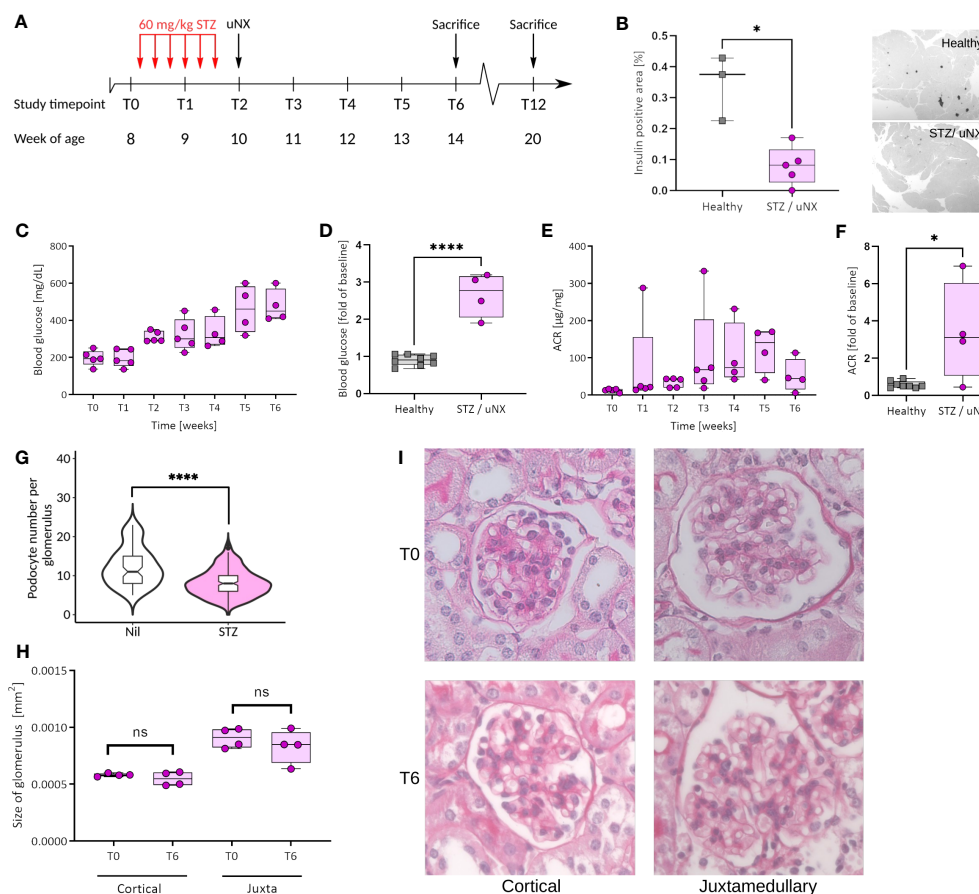 A
60 mg/kg STZ uNX Sacrifice Sacrifice
Study timepoint T0 T1 T2 T3 T4 T5 T6 T12
Week of age 8 9 10 11 12 13 14 20
B
Insulin positive area [%]
0.5
0.4
0.3
0.2
0.1
0.0
*
Healthy STZ / uNX
Healthy
STZ/ uNX
C
Blood glucose [mg/dL]
800
600
400
200
0
T0 T1 T2 T3 T4 T5 T6
Time [weeks]
D
Blood glucose [fold of baseline]
4
3
2
1
0
****
Healthy STZ / uNX
E
ACR [µg/mg]
400
300
200
100
0
T0 T1 T2 T3 T4 T5 T6
Time [weeks]
F
ACR [fold of baseline]
8
6
4
2
0
*
Healthy STZ / uN
G
Podocyte number per
glomerulus
40
30
20
10
0
****
Nil STZ
H
Size of glomerulus [mm²]
0.0015
0.0010
0.0005
0.0000
ns ns
T0 T6 T0 T6
Cortical Juxta
I
T0
T6
Cortical Juxtamedullary